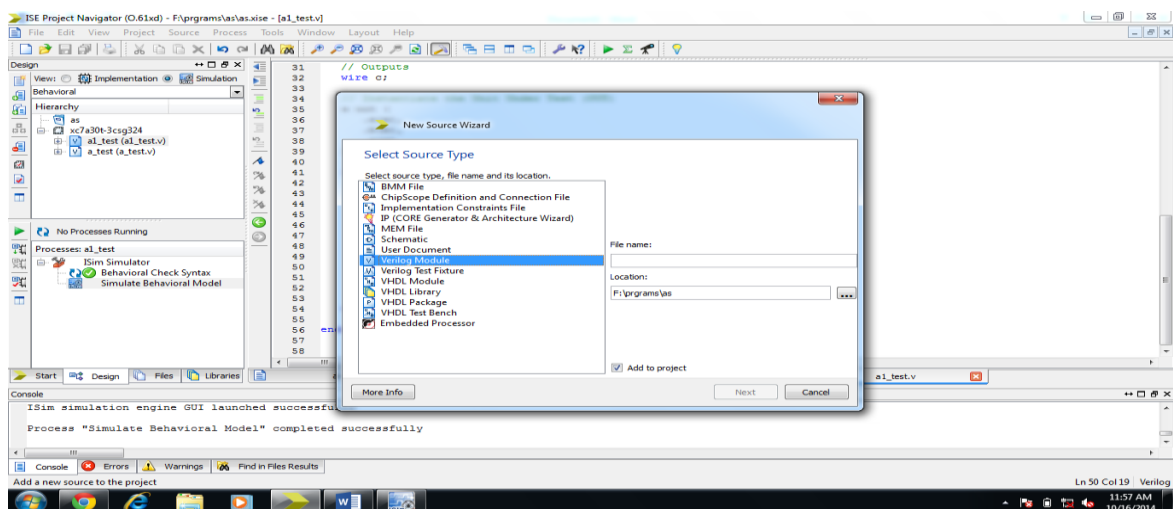 ISE Project Navigator (O.61xd) - F:\prgrams\as\as.xise - [a1_test.v]
File Edit View Project Source Process Tools Window Layout Help
Design
View: Implementation Simulation
Behavioral
Hierarchy
as
xc7a30t-3csg324
a1_test (a1_test.v)
a_test (a_test.v)
No Processes Running
Processes: a1_test
ISim Simulator
Behavioral Check Syntax
Simulate Behavioral Model
Start Design Files Libraries
31 // Outputs
32 wire c;
33
34
35
36
37
38
39
40
41
42
43
44
45
46
47
48
49
50
51
52
53
54
55
56 en
57
58
New Source Wizard
Select Source Type
Select source type, file name and its location.
BMM File
ChipScope Definition and Connection File
Implementation Constraints File
IP (CORE Generator & Architecture Wizard)
MEM File
Schematic
User Document
Verilog Module
Verilog Test Fixture
VHDL Module
VHDL Library
VHDL Package
VHDL Test Bench
Embedded Processor
File name:
Location:
F:\prgrams\as
...
Add to project
More Info Next Cancel
a1_test.v
Console
ISim simulation engine GUI launched successfu
Process "Simulate Behavioral Model" completed successfully
Console Errors Warnings Find in Files Results
Add a new source to the project
Ln 50 Col 19 Verilog
11:57 AM
10/16/2014